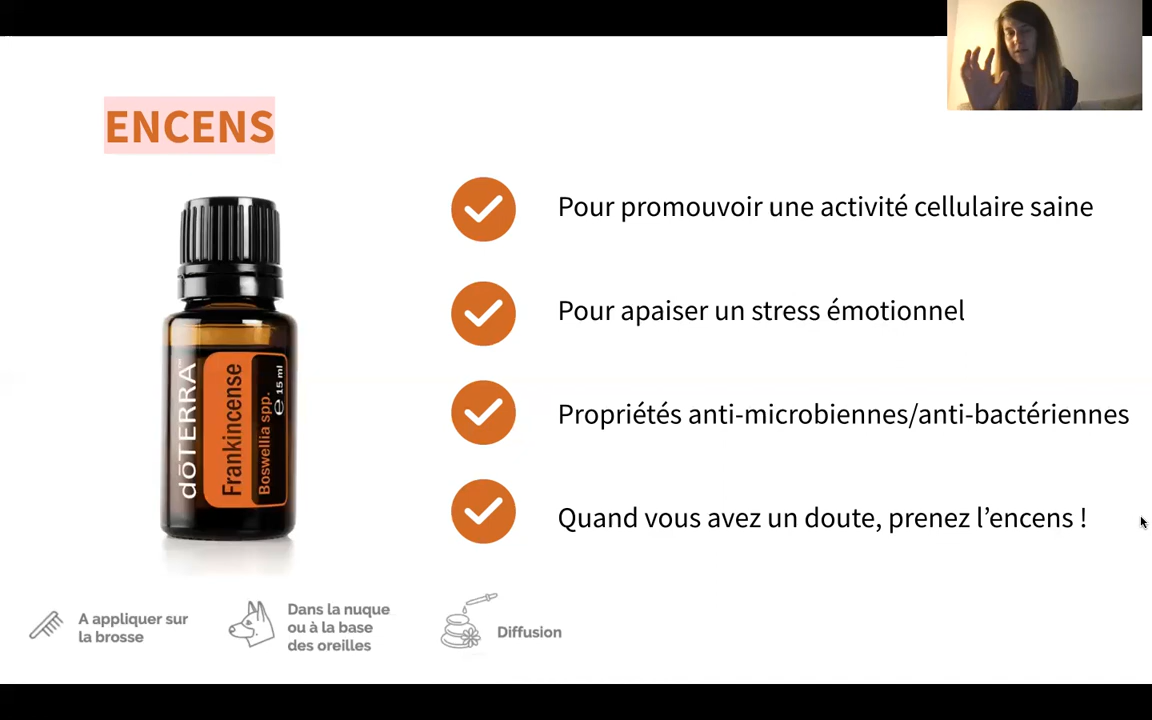 ENCENS
Pour promouvoir une activité cellulaire saine
Pour apaiser un stress émotionnel
Propriétés anti-microbiennes/anti-bactériennes
Quand vous avez un doute, prenez l’encens !
dōTERRA
Frankincense
Boswellia spp.
℮ 15 ml
A appliquer sur
la brosse
Dans la nuque
ou à la base
des oreilles
Diffusion